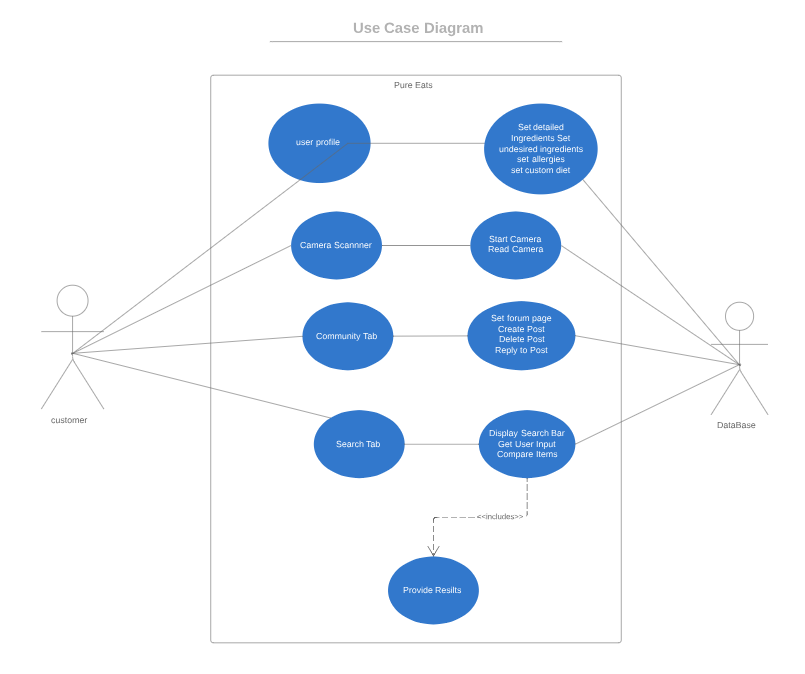 Use Case Diagram
Pure Eats
user profile
Set detailed
Ingredients Set
undesired ingredients
set allergies
set custom diet
Camera Scannner
Start Camera
Read Camera
Community Tab
Set forum page
Create Post
Delete Post
Reply to Post
customer
DataBase
Search Tab
Display Search Bar
Get User Input
Compare Items
<<includes>>
Provide Resilts